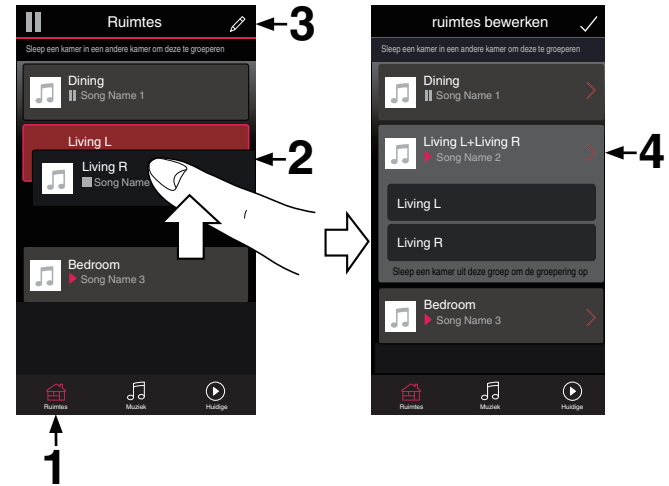 Ruimtes
3
Sleep een kamer in een andere kamer om deze te groeperen
Dining
Song Name 1
Living L
Living R
Song Name
2
Bedroom
Song Name 3
Ruimtes
Muziek
Huidige
1
ruimtes bewerken
Sleep een kamer in een andere kamer om deze te groeperen
Dining
Song Name 1
Living L+Living R
Song Name 2
4
Living L
Living R
Sleep een kamer uit deze groep om de groepering op
Bedroom
Song Name 3
Ruimtes
Muziek
Huidige